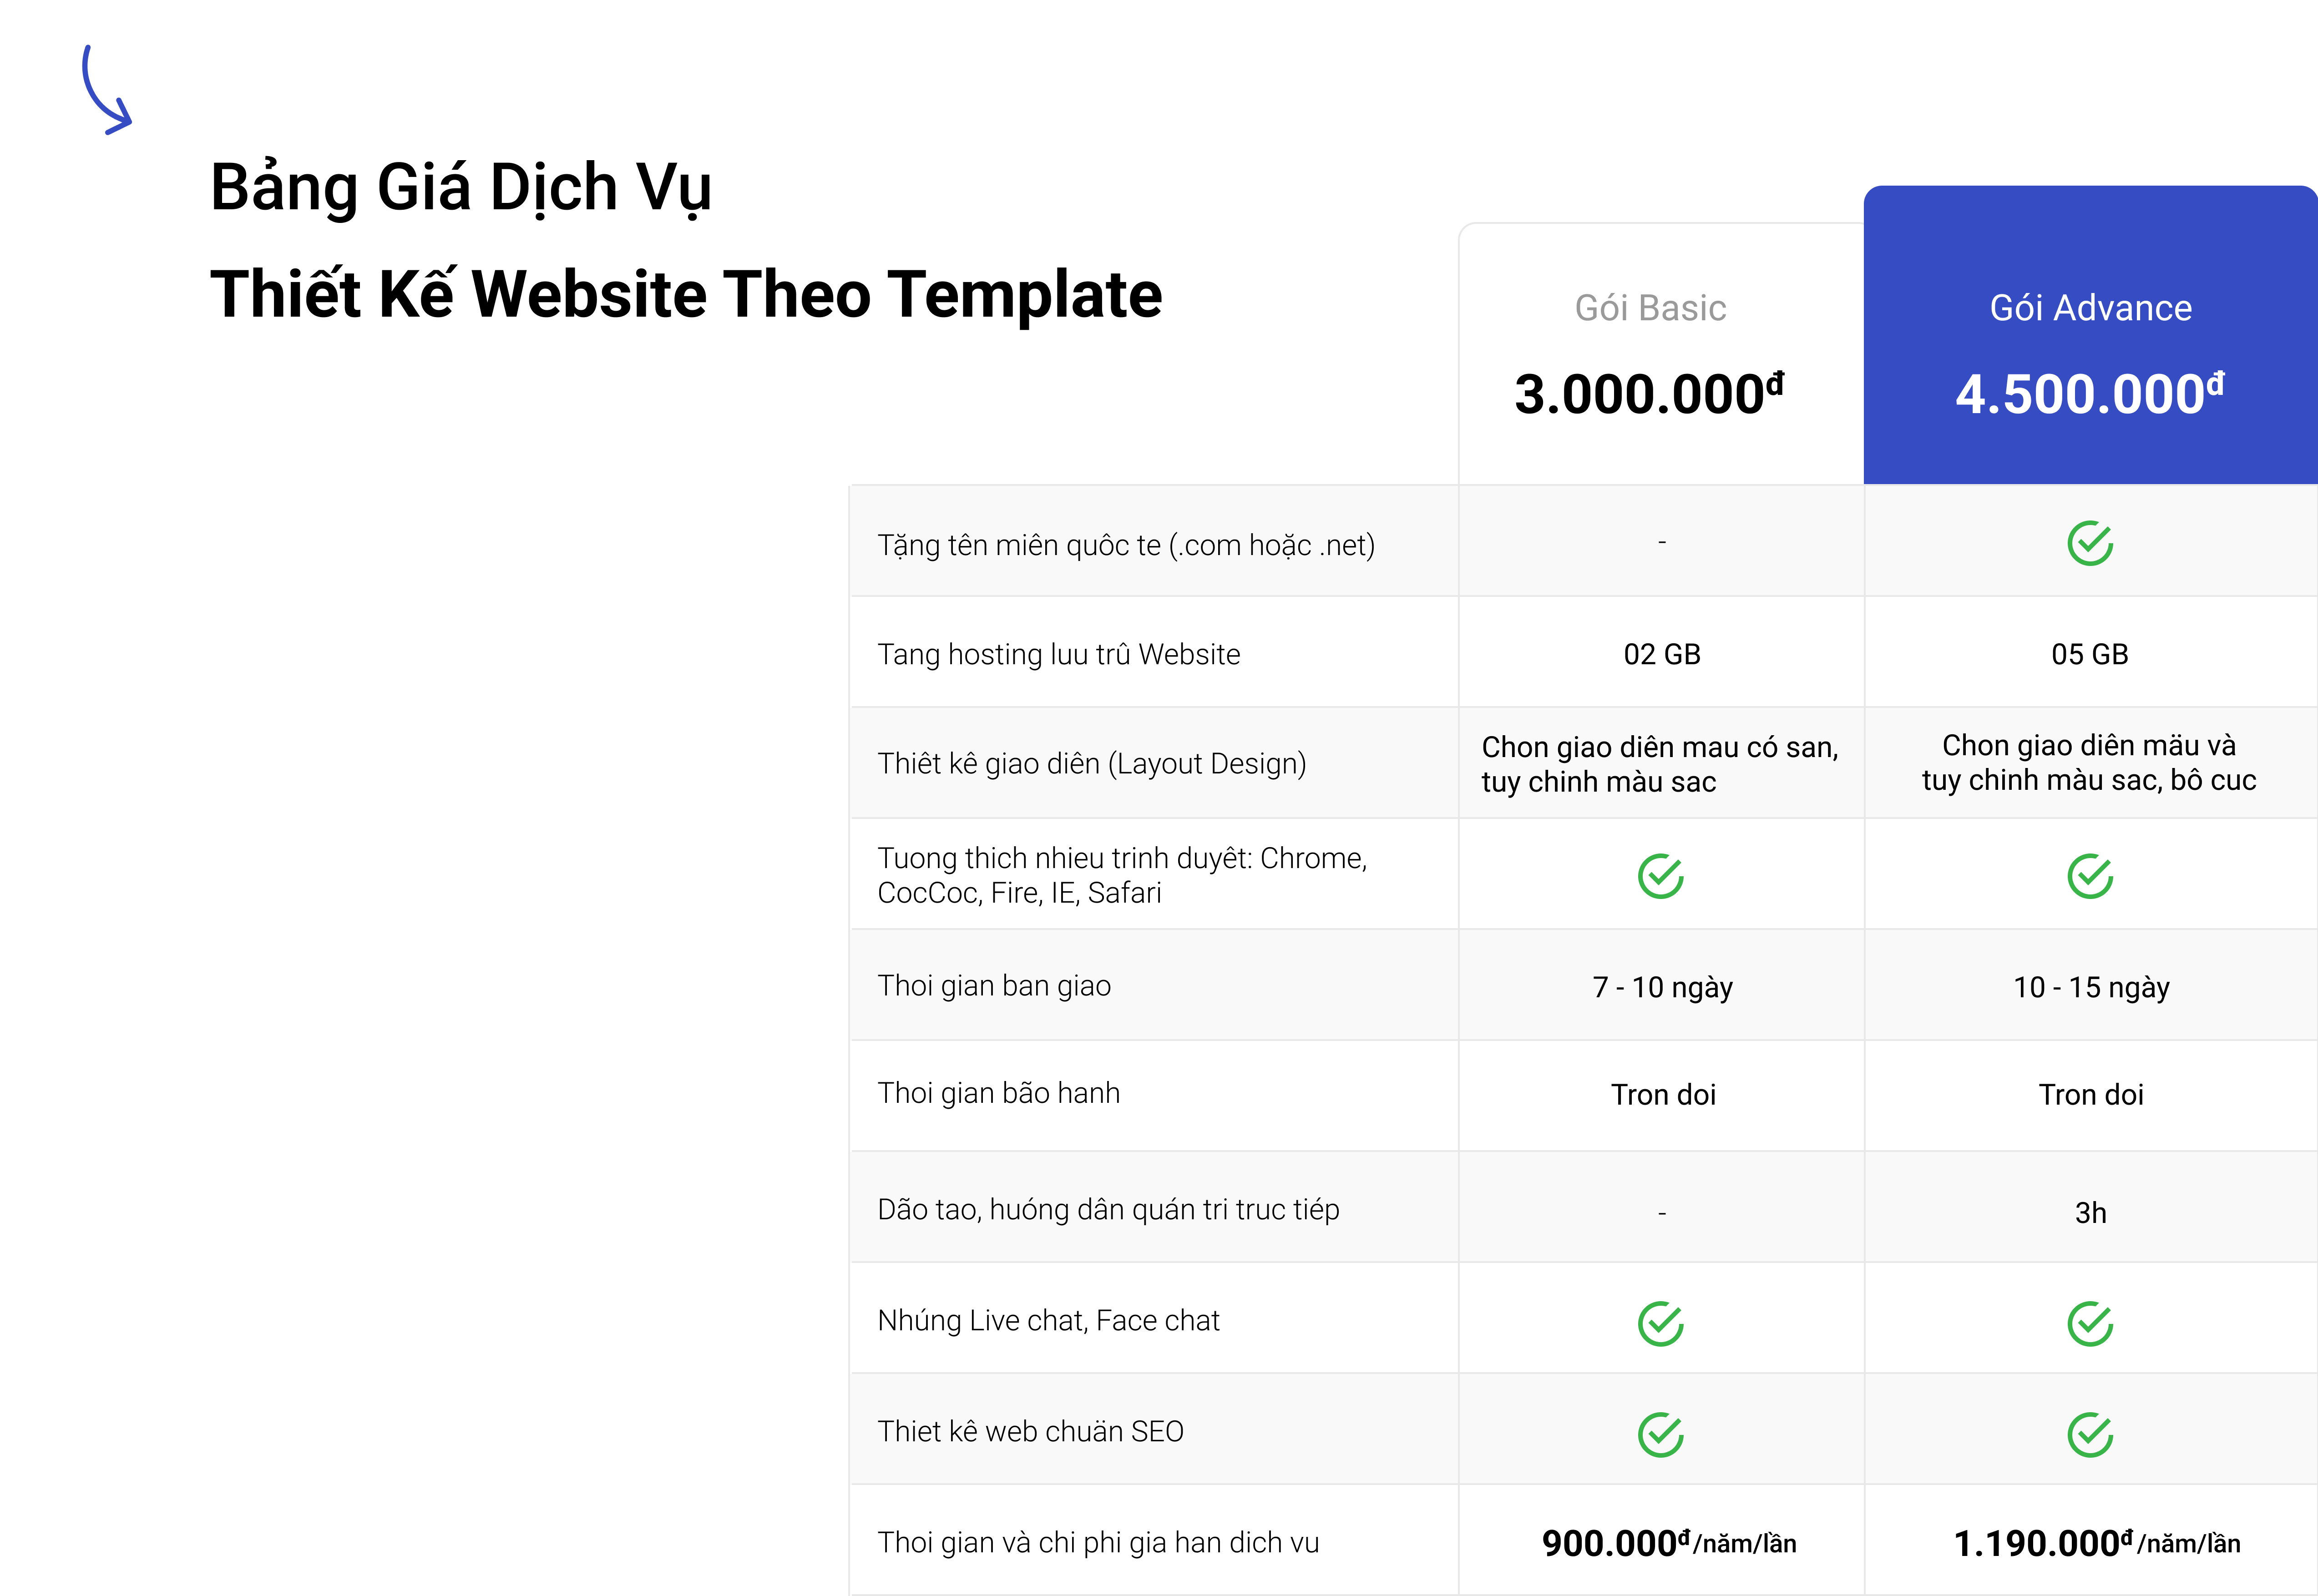 Bảng Giá Dịch Vụ
Thiết Kế Website Theo Template
Gói Basic
3.000.000đ
Gói Advance
4.500.000đ
Tặng tên miên quôc te (.com hoặc .net)
-
Tang hosting luu trû Website
02 GB
05 GB
Thiêt kê giao diên (Layout Design)
Chon giao diên mau có san,
tuy chinh màu sac
Chon giao diên mäu và
tuy chinh màu sac, bô cuc
Tuong thich nhieu trinh duyêt: Chrome,
CocCoc, Fire, IE, Safari
Thoi gian ban giao
7 - 10 ngày
10 - 15 ngày
Thoi gian bão hanh
Tron doi
Tron doi
Dão tao, huóng dân quán tri truc tiép
-
3h
Nhúng Live chat, Face chat
Thiet kê web chuän SEO
Thoi gian và chi phi gia han dich vu
900.000đ/năm/lần
1.190.000đ/năm/lần